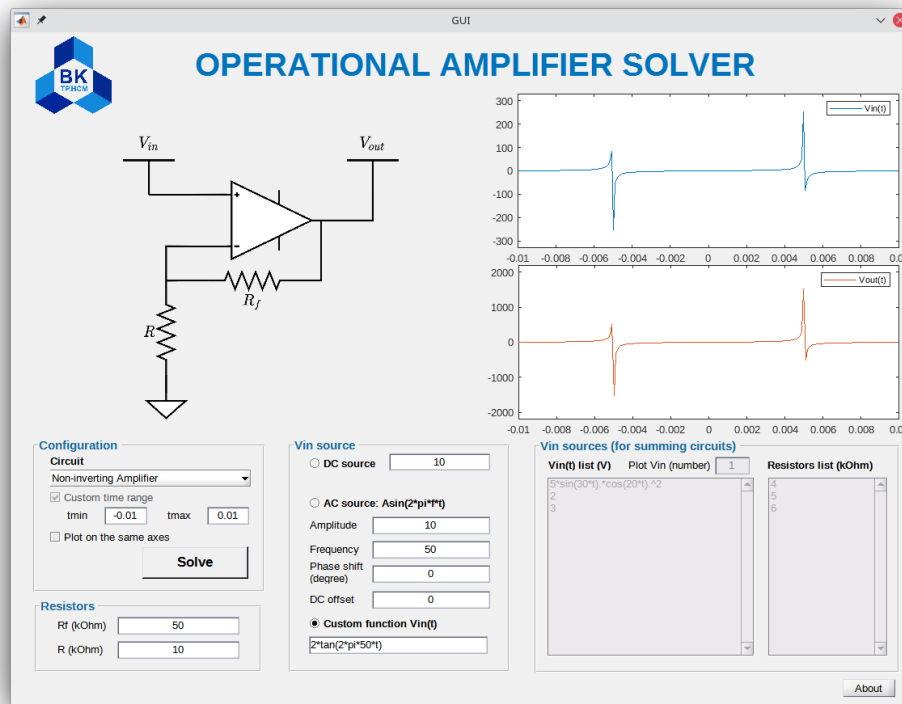 GUI
BK
TP.HCM
OPERATIONAL AMPLIFIER SOLVER
Vin
Vout
+
-
Rf
R
300
200
100
0
-100
-200
-300
Vin(t)
-0.01 -0.008 -0.006 -0.004 -0.002 0 0.002 0.004 0.006 0.008 0.0
2000
1000
0
-1000
-2000
Vout(t)
-0.01 -0.008 -0.006 -0.004 -0.002 0 0.002 0.004 0.006 0.008 0.0
Configuration
Circuit
Non-inverting Amplifier
Custom time range
tmin -0.01 tmax 0.01
Plot on the same axes
Solve
Resistors
Rf (kOhm) 50
R (kOhm) 10
Vin source
DC source 10
AC source: Asin(2*pi*f*t)
Amplitude 10
Frequency 50
Phase shift
(degree) 0
DC offset 0
Custom function Vin(t)
2*tan(2*pi*50*t)
Vin sources (for summing circuits)
Vin(t) list (V) Plot Vin (number) 1 Resistors list (kOhm)
5*sin(30*t).*cos(20*t).^2
2
3
4
5
6
About